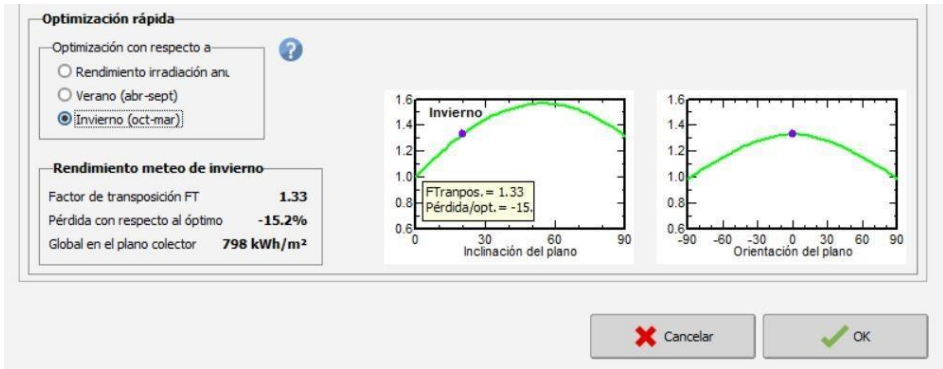 Optimización rápida
Optimización con respecto a
Rendimiento irradiación anu
Verano (abr-sept)
Invierno (oct-mar)
?
Rendimiento meteo de invierno
Factor de transposición FT 1.33
Pérdida con respecto al óptimo -15.2%
Global en el plano colector 798 kWh/m²
1.6
1.4
1.2
1.0
0.8
0.6
Invierno
FTranpos. = 1.33
Pérdida/opt. = -15.
0 30 60 90
Inclinación del plano
1.6
1.4
1.2
1.0
0.8
0.6
-90 -60 -30 0 30 60 90
Orientación del plano
Cancelar
OK